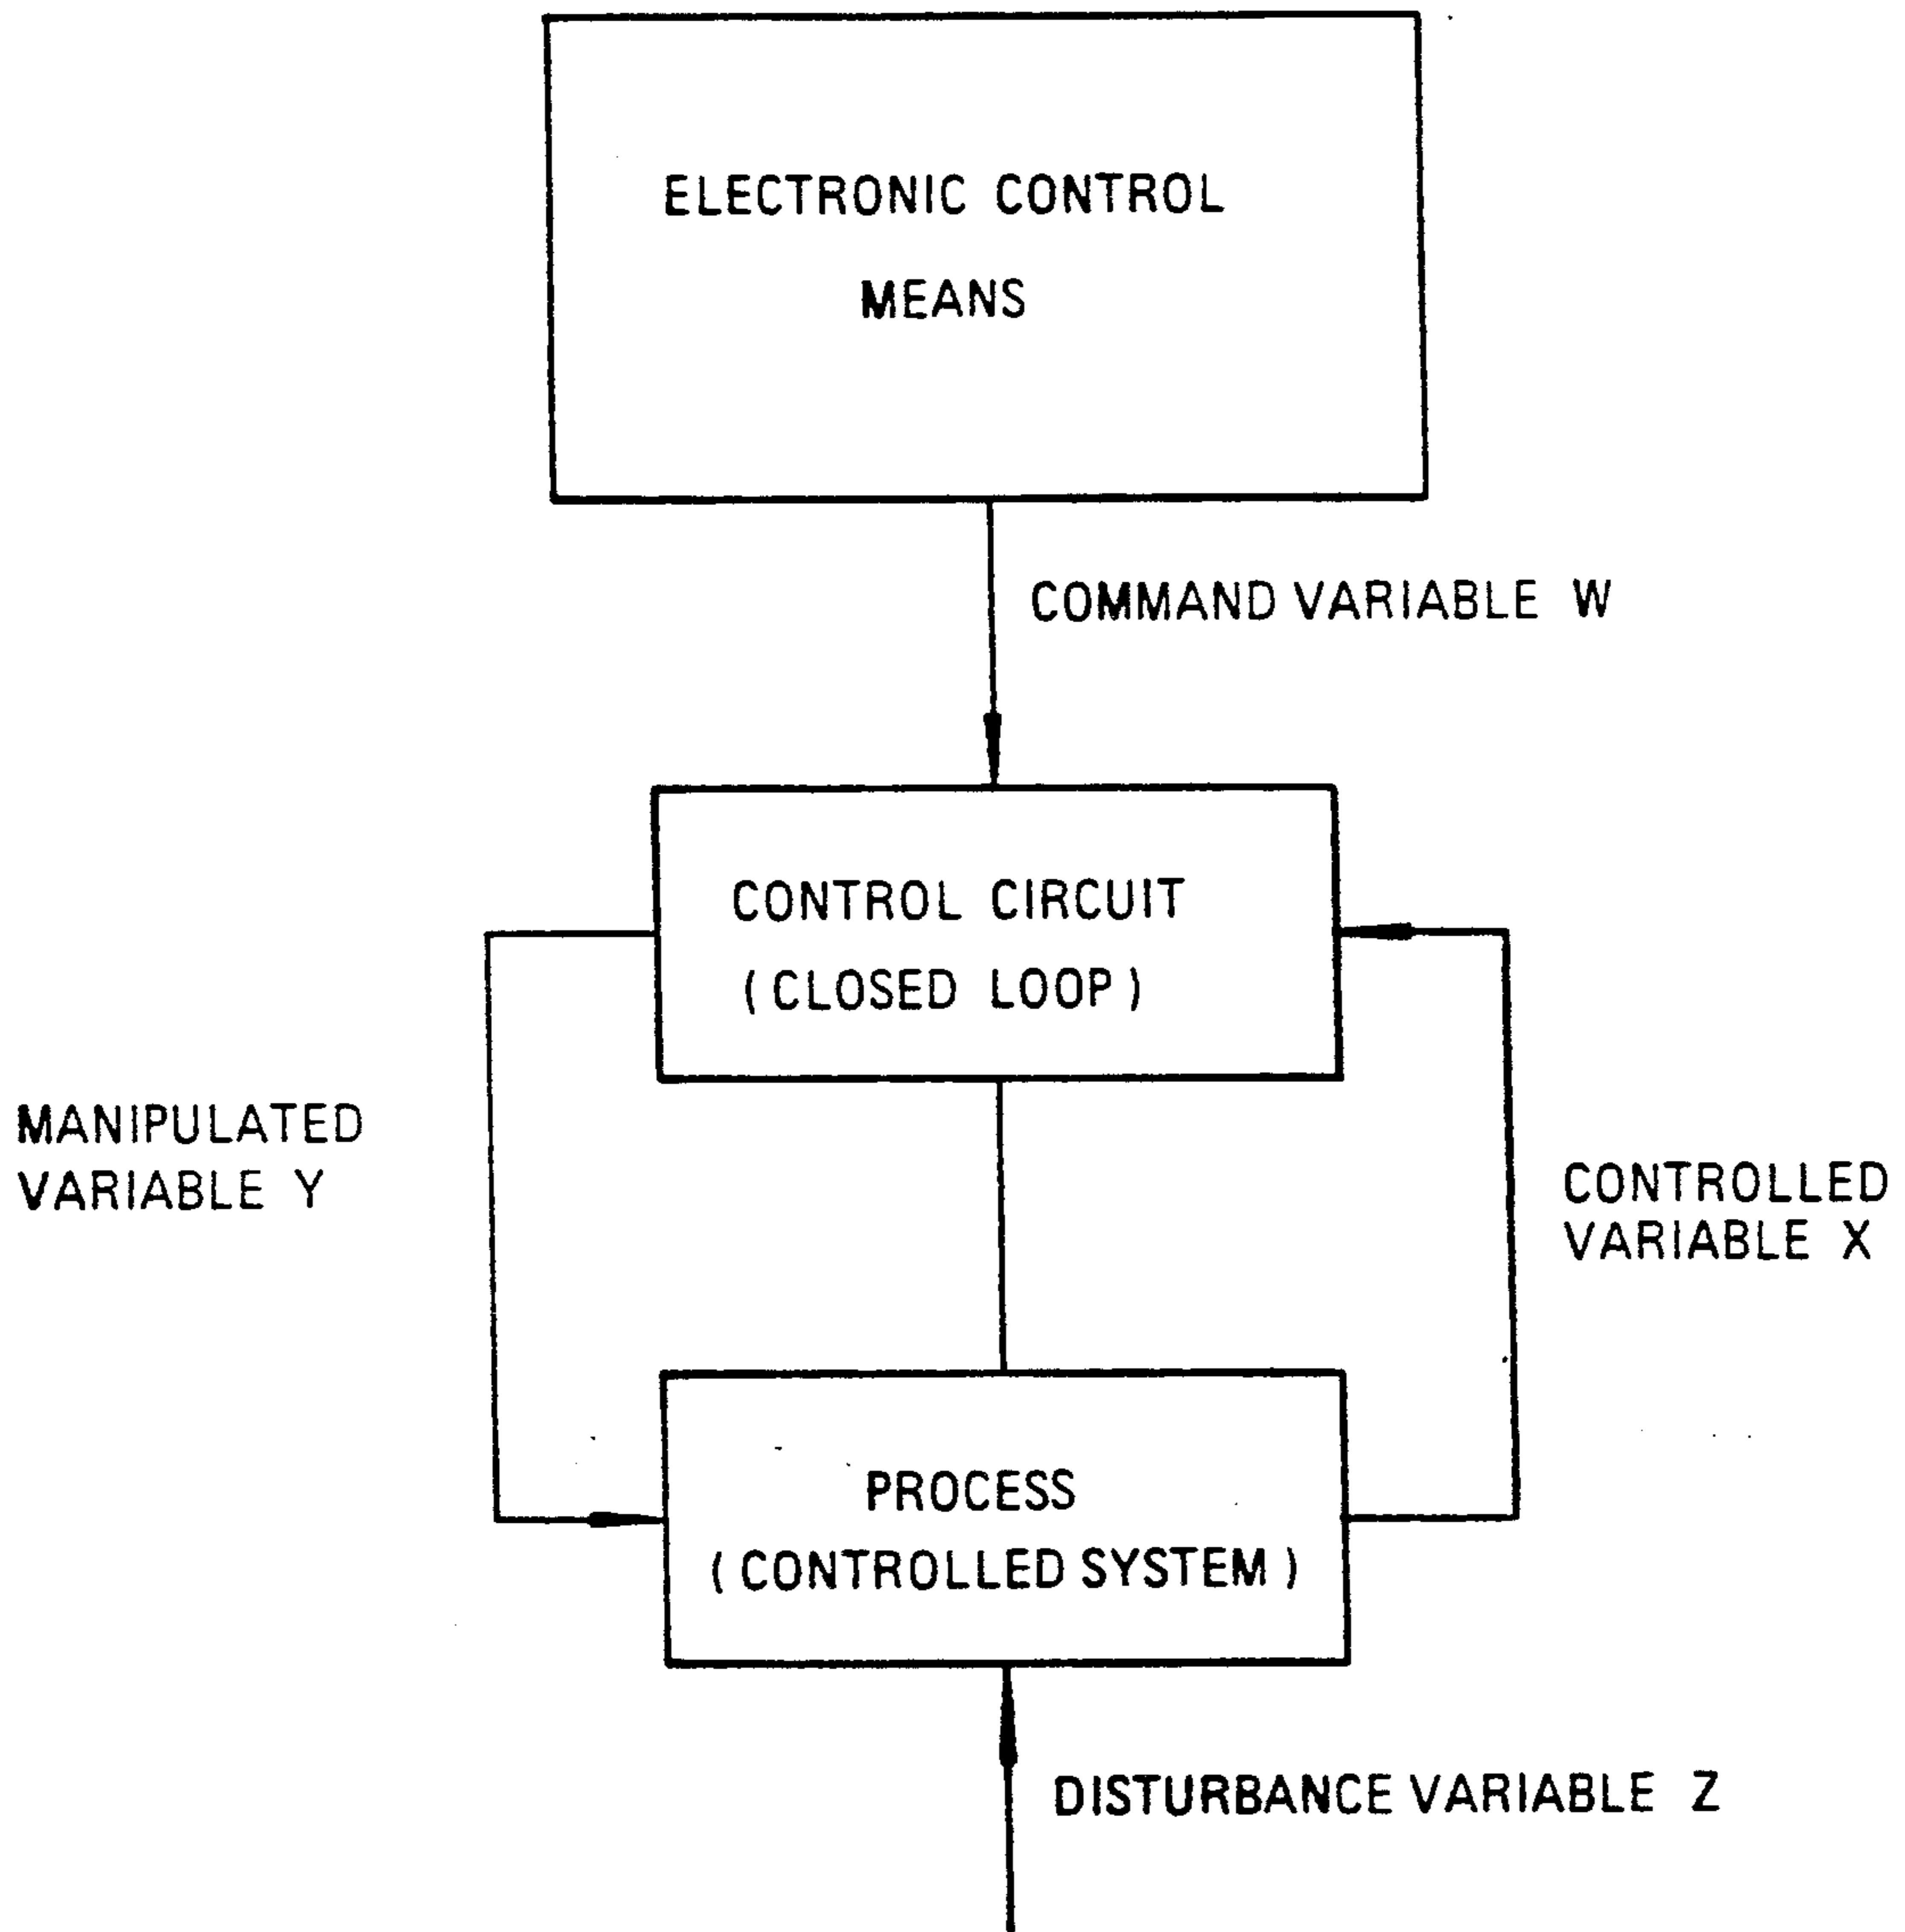 ELECTRONIC CONTROL
MEANS
COMMAND VARIABLE W
CONTROL CIRCUIT
(CLOSED LOOP)
MANIPULATED
VARIABLE Y
CONTROLLED
VARIABLE X
PROCESS
(CONTROLLED SYSTEM)
DISTURBANCE VARIABLE Z